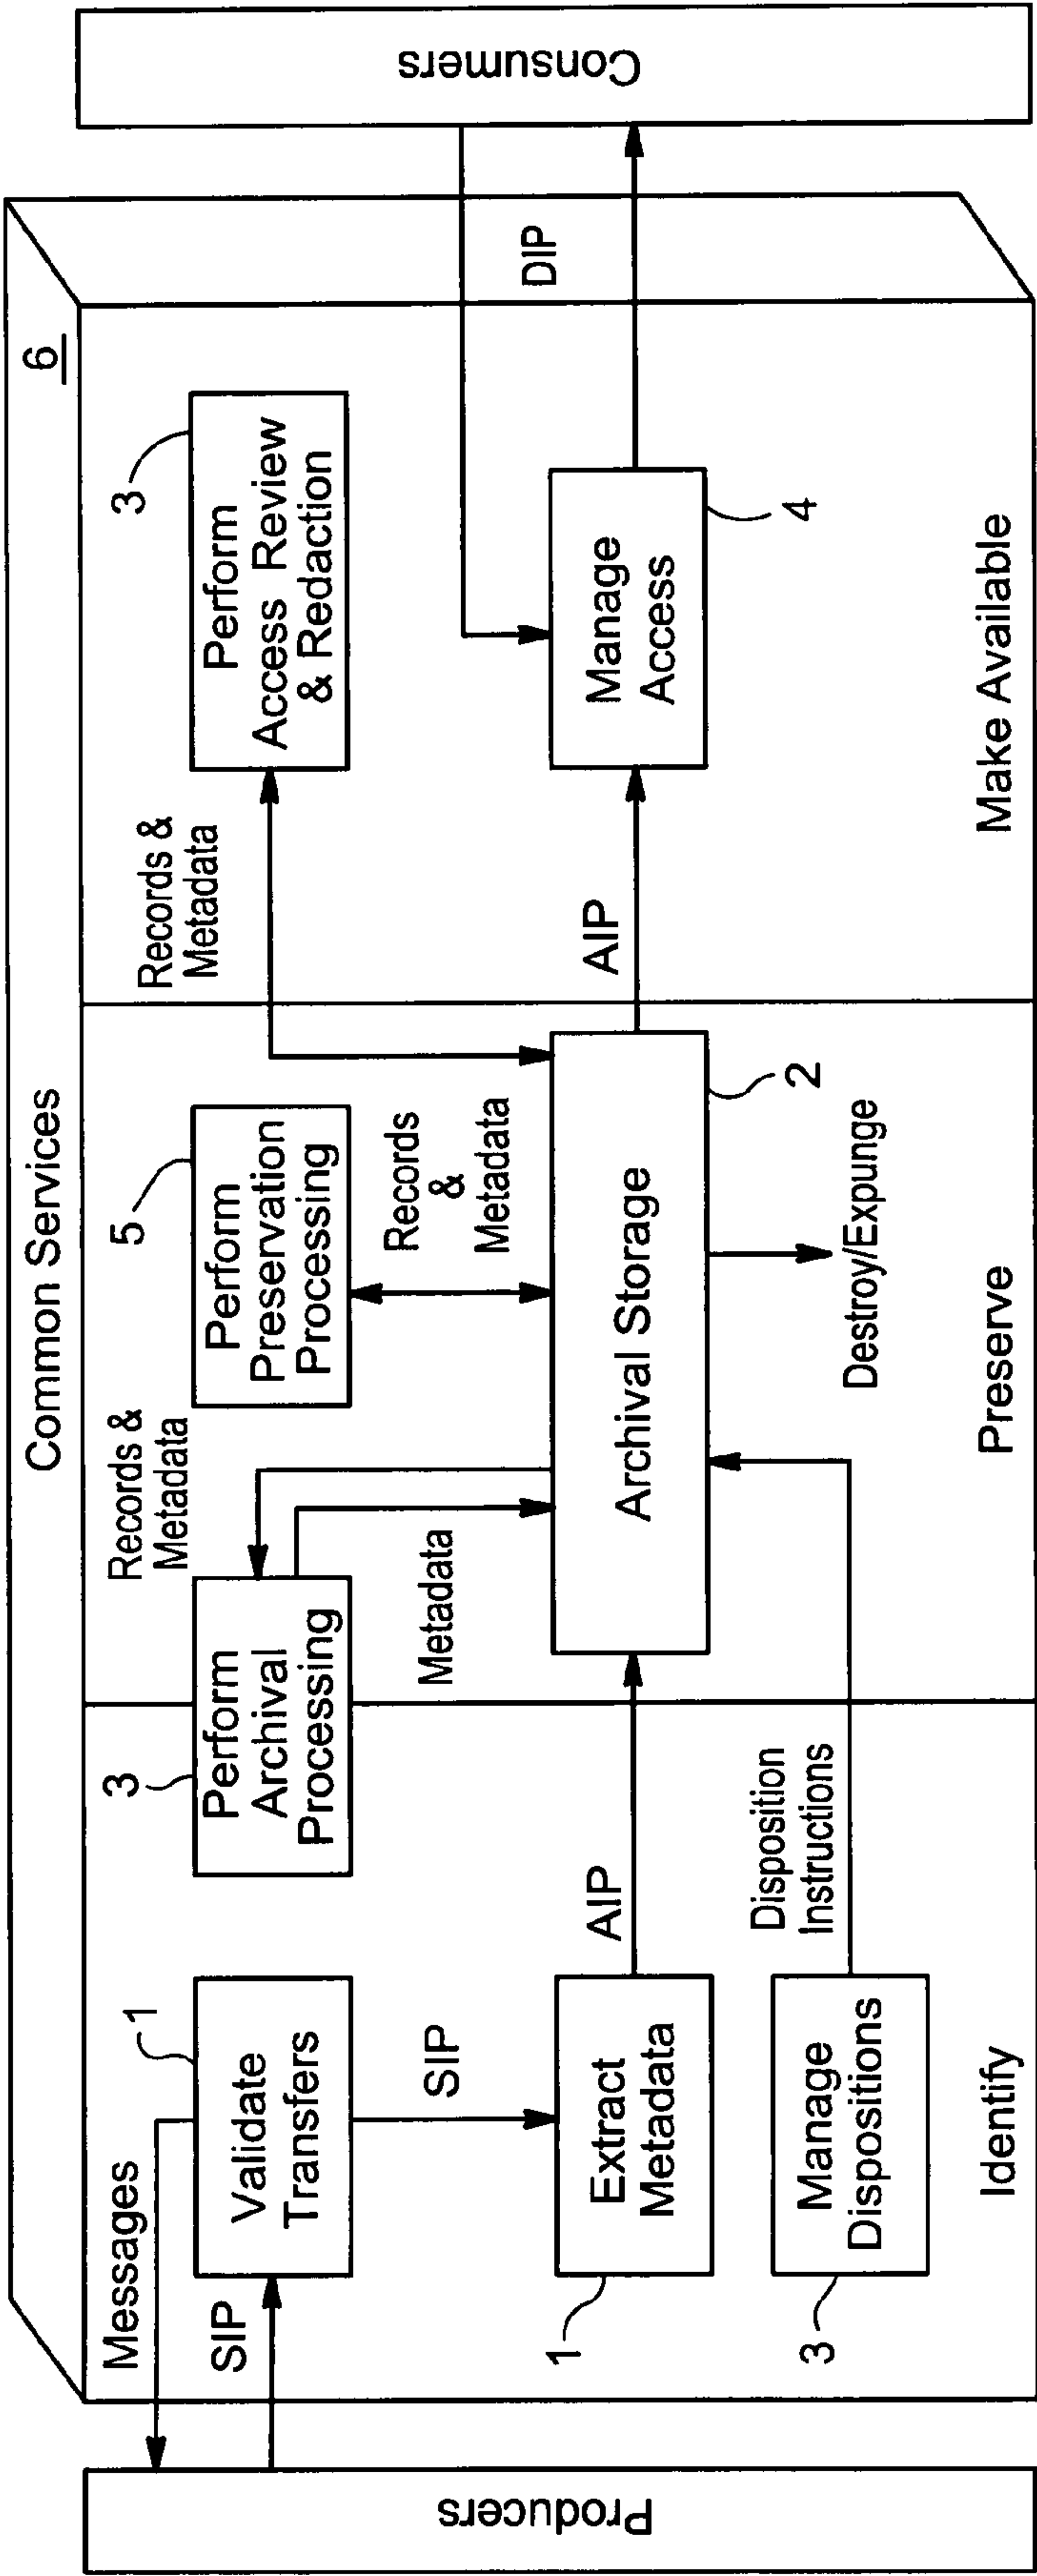 Common Services
6
Producers
Messages
SIP
1
Validate
Transfers
SIP
1
Extract
Metadata
AIP
3
Manage
Dispositions
Disposition
Instructions
Identify
3
Perform
Archival
Processing
Records &
Metadata
Metadata
5
Perform
Preservation
Processing
Records
&
Metadata
Archival Storage
2
Destroy/Expunge
Preserve
Records &
Metadata
3
Perform
Access Review
& Redaction
AIP
Manage
Access
4
DIP
Make Available
Consumers